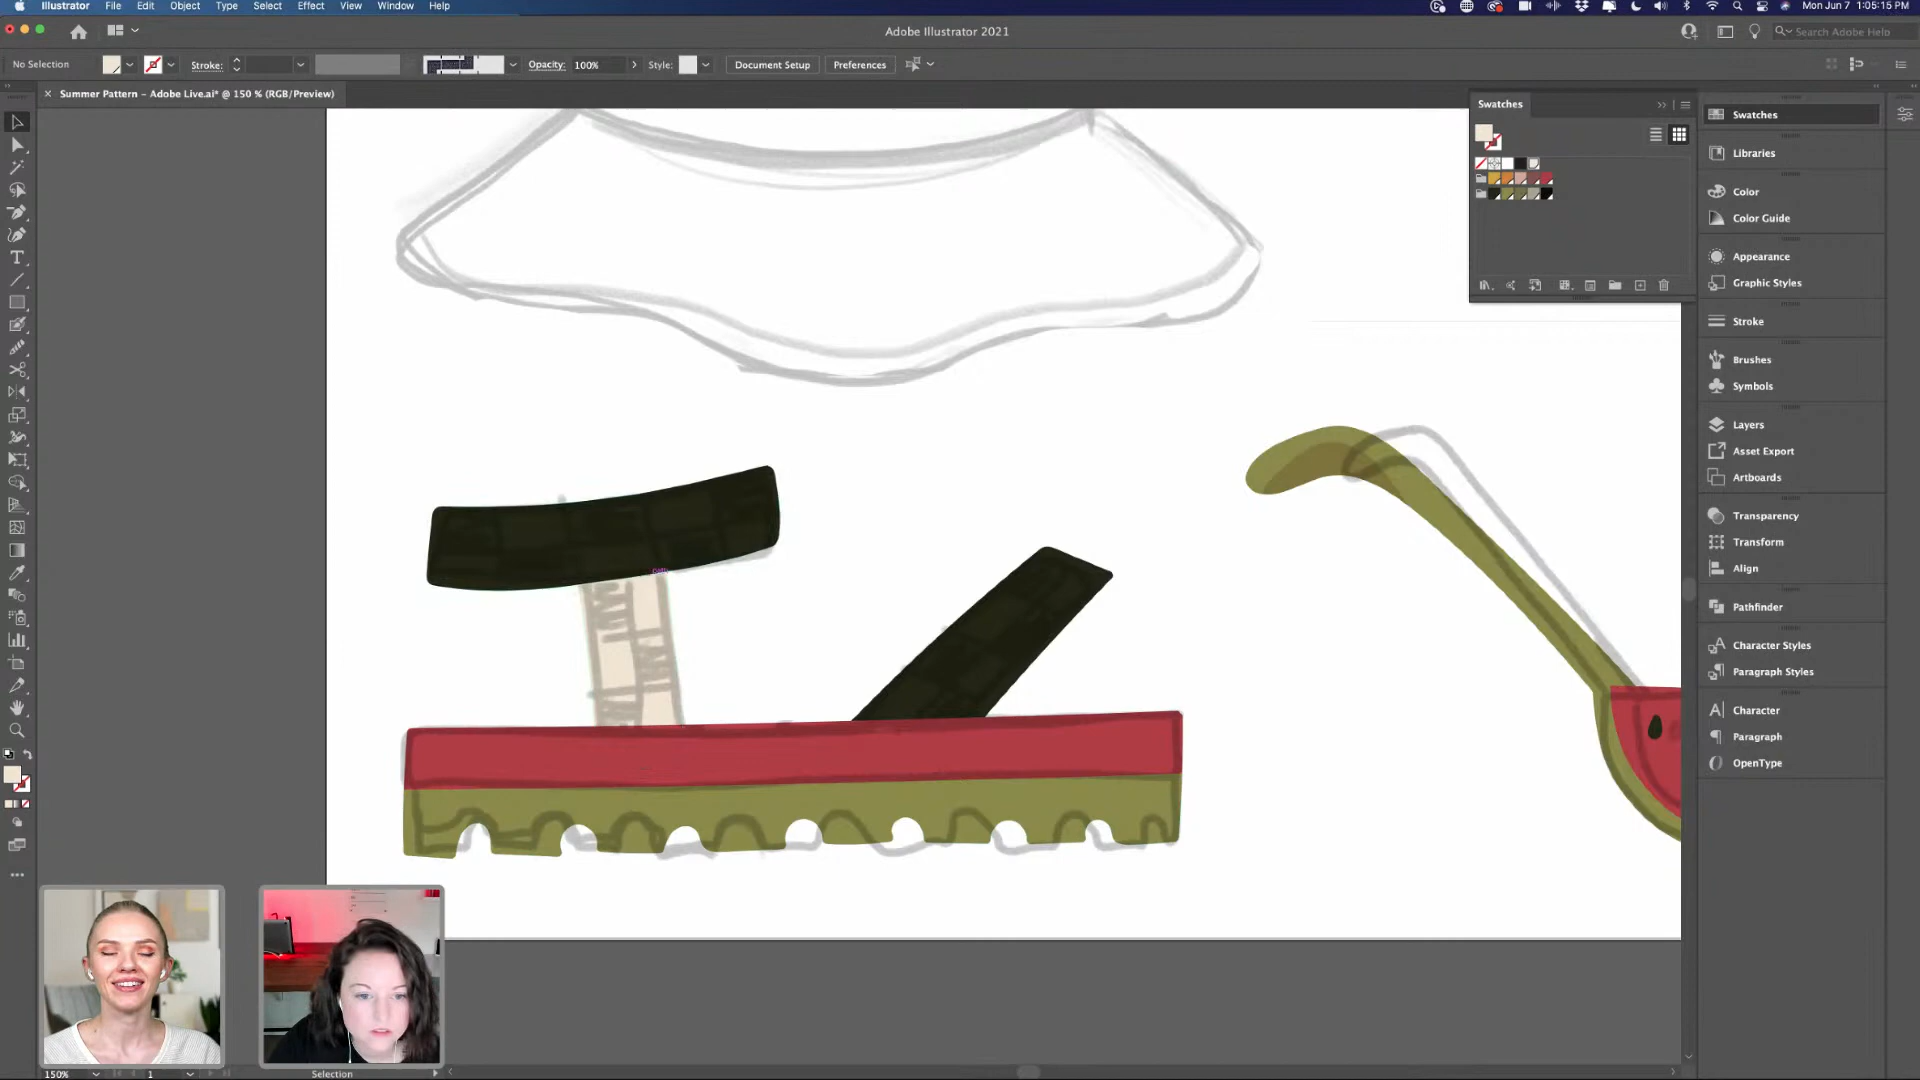 Illustrator File Edit Object Type Select Effect View Window Help
Mon Jun 7 1:05:15 PM
Adobe Illustrator 2021
Search Adobe Help
No Selection
Stroke:
Opacity: 100%
Style:
Document Setup
Preferences
× Summer Pattern – Adobe Live.ai* @ 150 % (RGB/Preview)
Swatches
Swatches
Libraries
Color
Color Guide
Appearance
Graphic Styles
Stroke
Brushes
Symbols
Layers
Asset Export
Artboards
Transparency
Transform
Align
Pathfinder
Character Styles
Paragraph Styles
Character
Paragraph
OpenType
150%
1
Selection